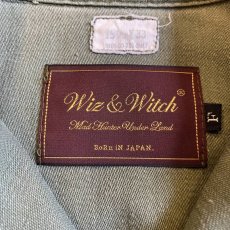 Wiz & Witch®
Mad Hunter Under Land
BoRn iN JAPAN.
F